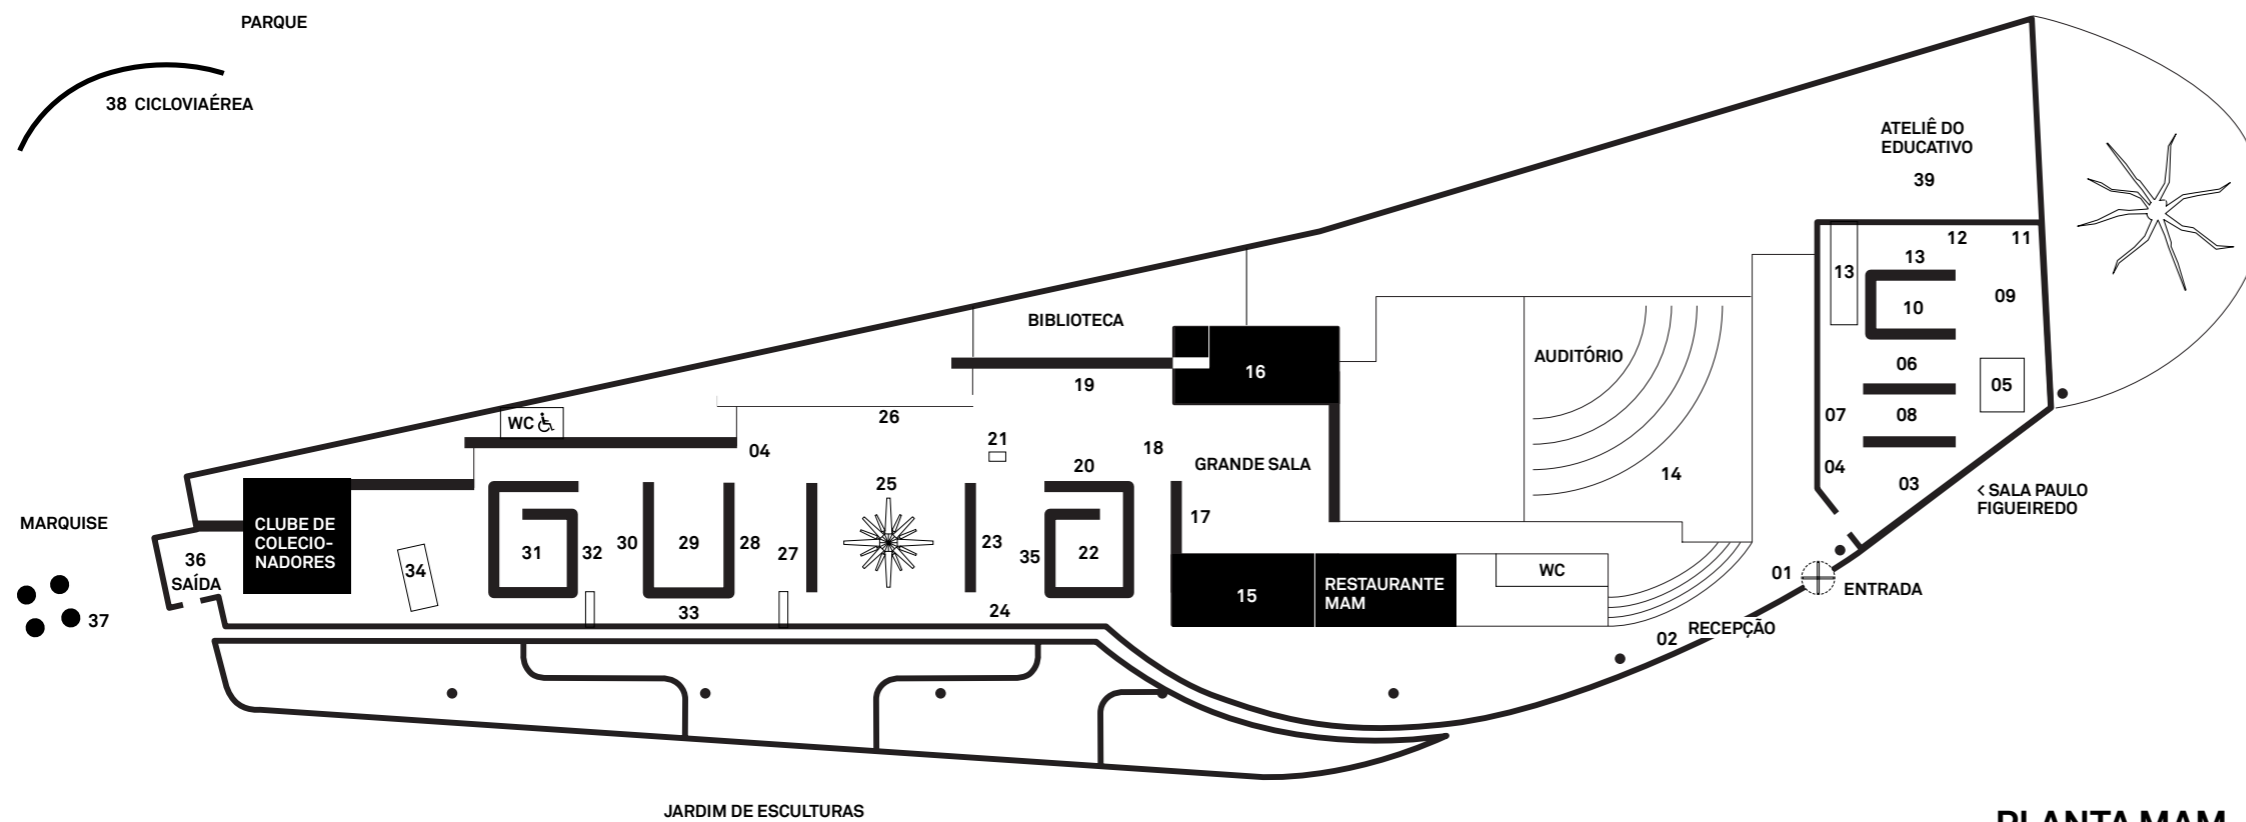 PARQUE
38 CICLOVIAÉREA
ATELIÊ DO
EDUCATIVO
39
12
11
13
13
09
10
BIBLIOTECA
AUDITÓRIO
16
06
05
19
07
08
26
WC
04
21
18
20
GRANDE SALA
14
04
03
25
< SALA PAULO
FIGUEIREDO
MARQUISE
CLUBE DE
COLECIO-
NADORES
17
36
SAÍDA
34
31
32
30
29
28
27
23
35
22
WC
01
ENTRADA
15
RESTAURANTE
MAM
37
33
24
02
RECEPÇÃO
JARDIM DE ESCULTURAS
PLANTA MAM